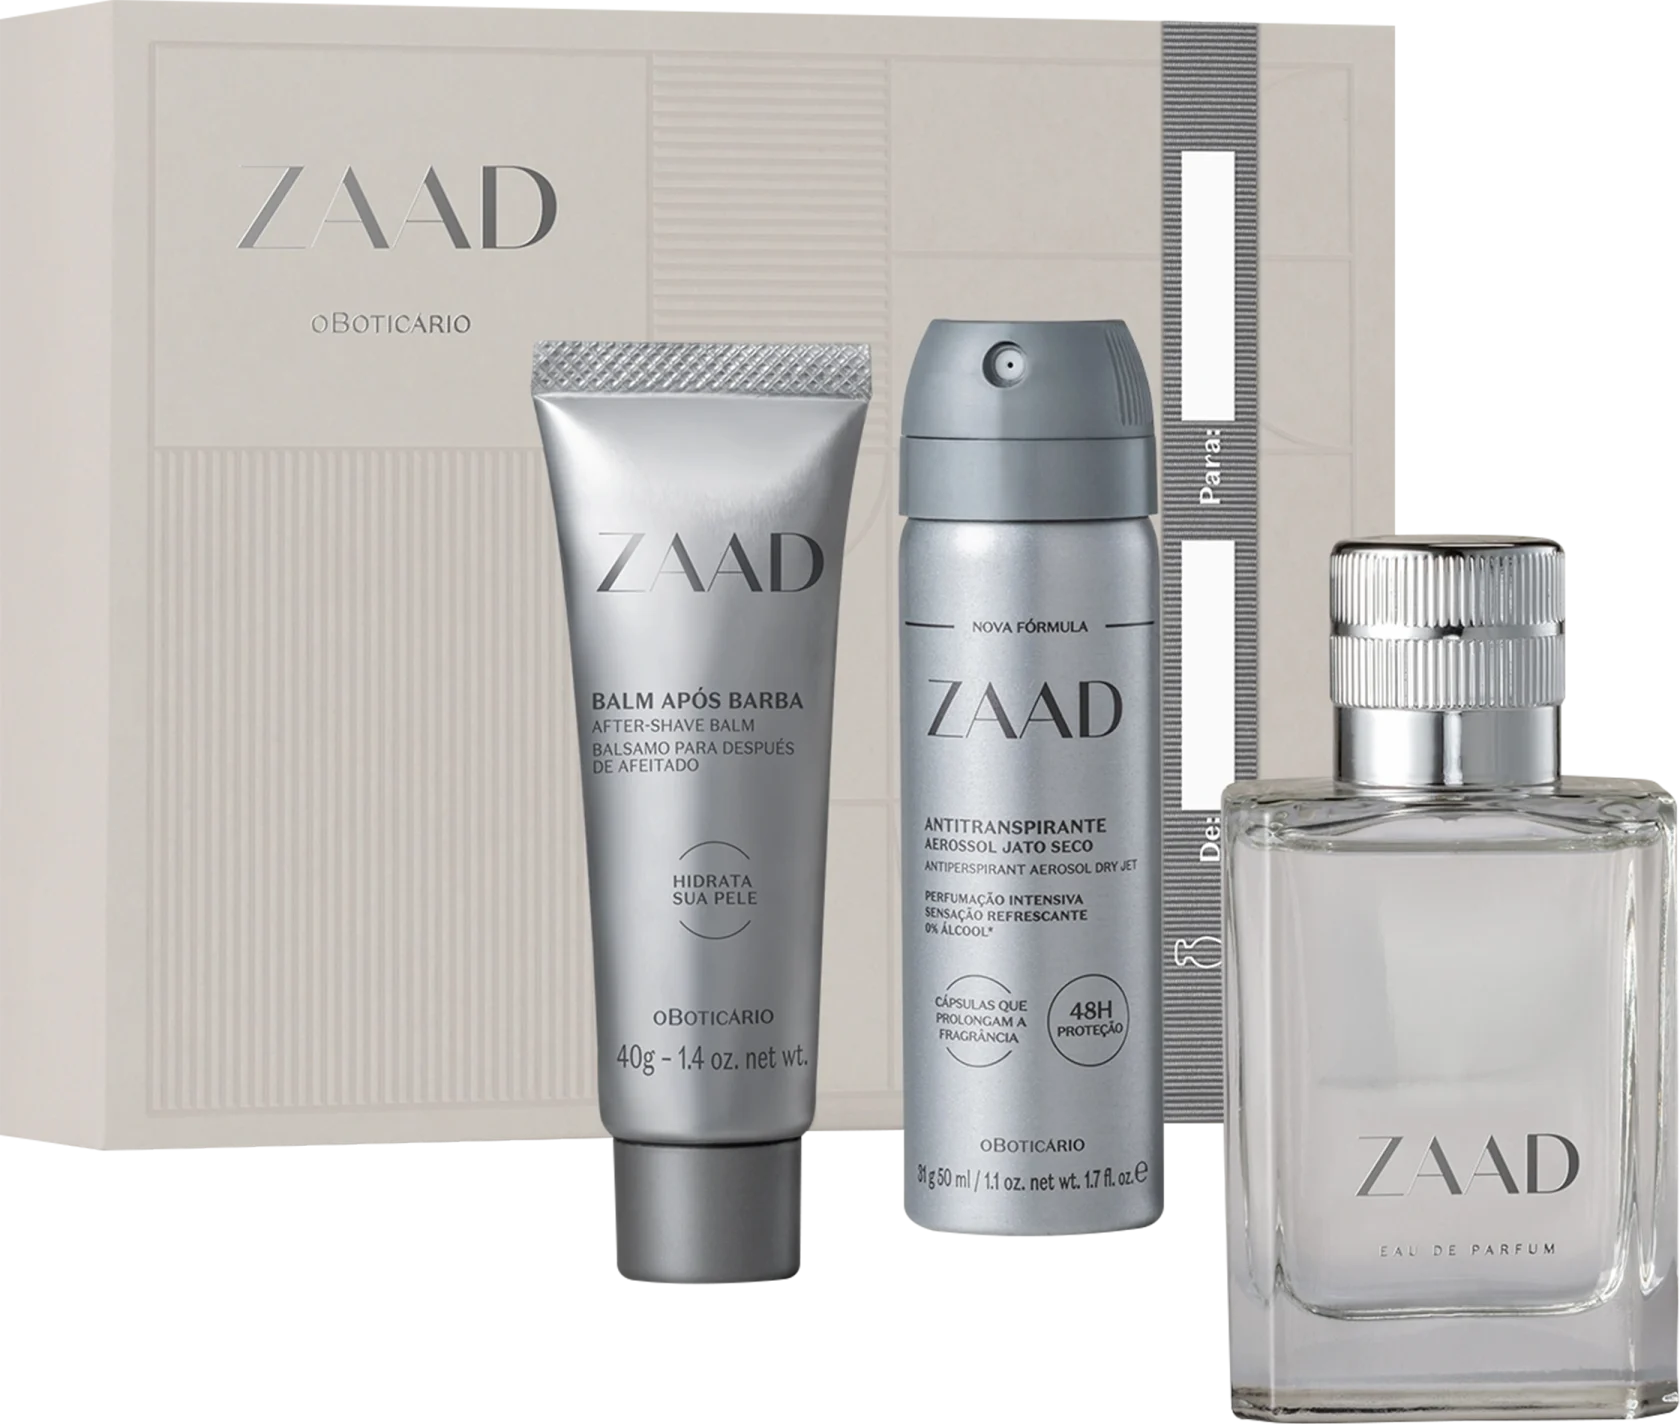 ZAAD
OBOTICÁRIO
Para:
De:
ZAAD
BALM APÓS BARBA
AFTER-SHAVE BALM
BALSAMO PARA DESPUÉS
DE AFEITADO
HIDRATA
SUA PELE
OBOTICÁRIO
40g – 1.4 oz. net wt.
NOVA FÓRMULA
ZAAD
ANTITRANSPIRANTE
AEROSSOL JATO SECO
ANTIPERSPIRANT AEROSOL DRY JET
PERFUMAÇÃO INTENSIVA
SENSAÇÃO REFRESCANTE
0% ÁLCOOL*
CÁPSULAS QUE
PROLONGAM A
FRAGRÂNCIA
48H
PROTEÇÃO
OBOTICÁRIO
31 g 50 ml / 1.1 oz. net wt. 1.7 fl. oz. ℮
ZAAD
EAU DE PARFUM